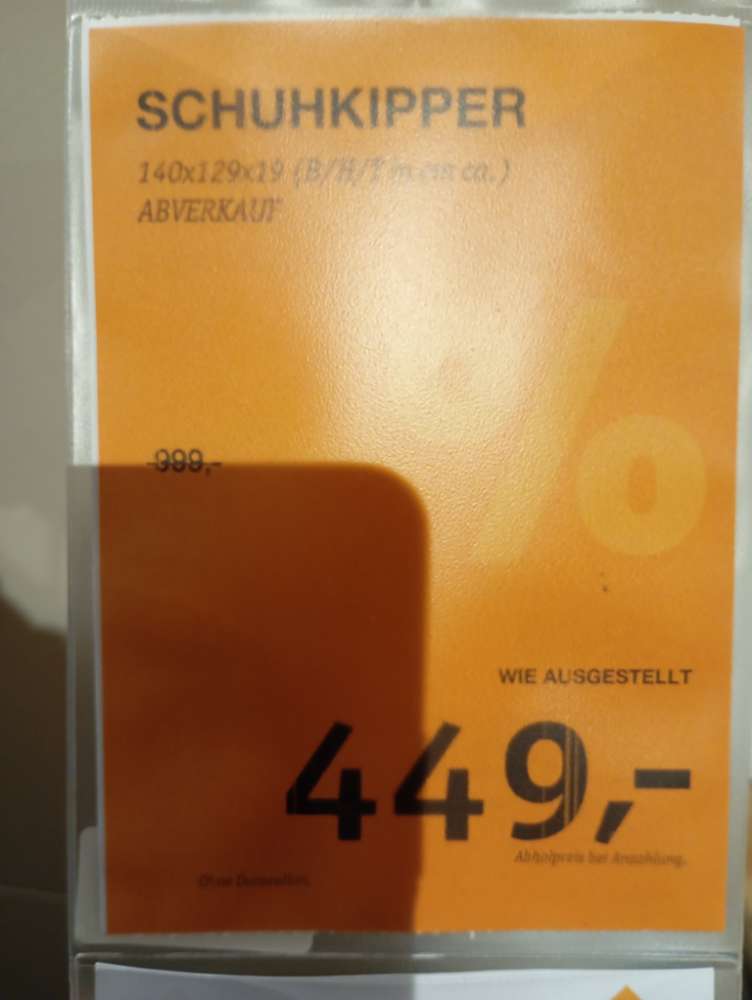 SCHUHKIPPER
140x129x19 (B/H/T in cm ca.)
ABVERKAUF
%
999,-
WIE AUSGESTELLT
449,-
Abholpreis bei Anzahlung.
Ohne Dekoration.